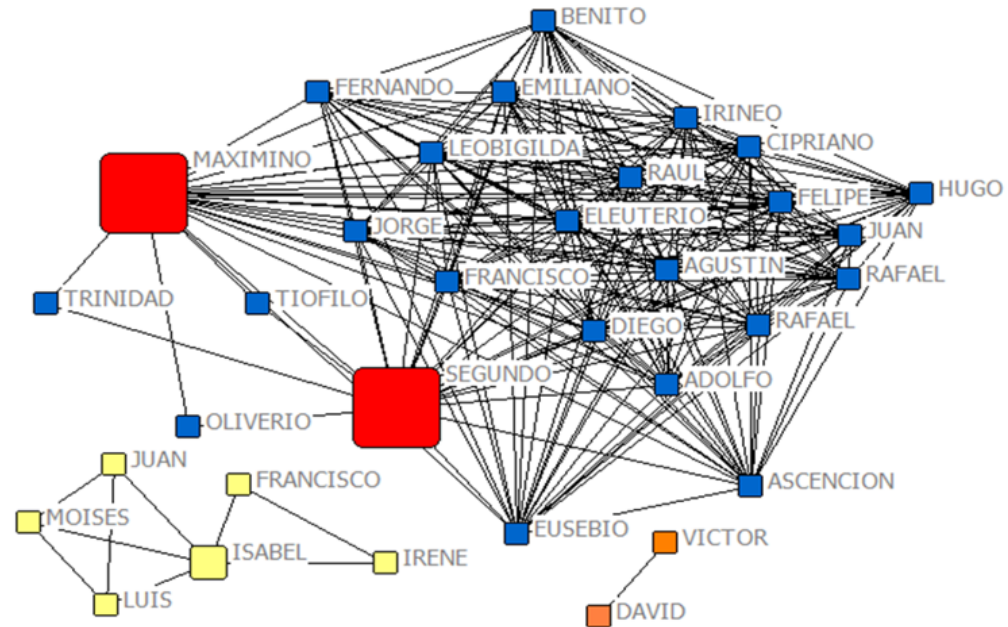 BENITO
FERNANDO
EMILIANO
IRINEO
CIPRIANO
LEOBIGILDA
MAXIMINO
RAUL
HUGO
FELIPE
ELEUTERIO
JORGE
JUAN
AGUSTIN
FRANCISCO
RAFAEL
TRINIDAD
TIOFILO
DIEGO
RAFAEL
SEGUNDO
ADOLFO
OLIVERIO
JUAN
FRANCISCO
ASCENCION
MOISES
EUSEBIO
VICTOR
ISABEL
IRENE
LUIS
DAVID